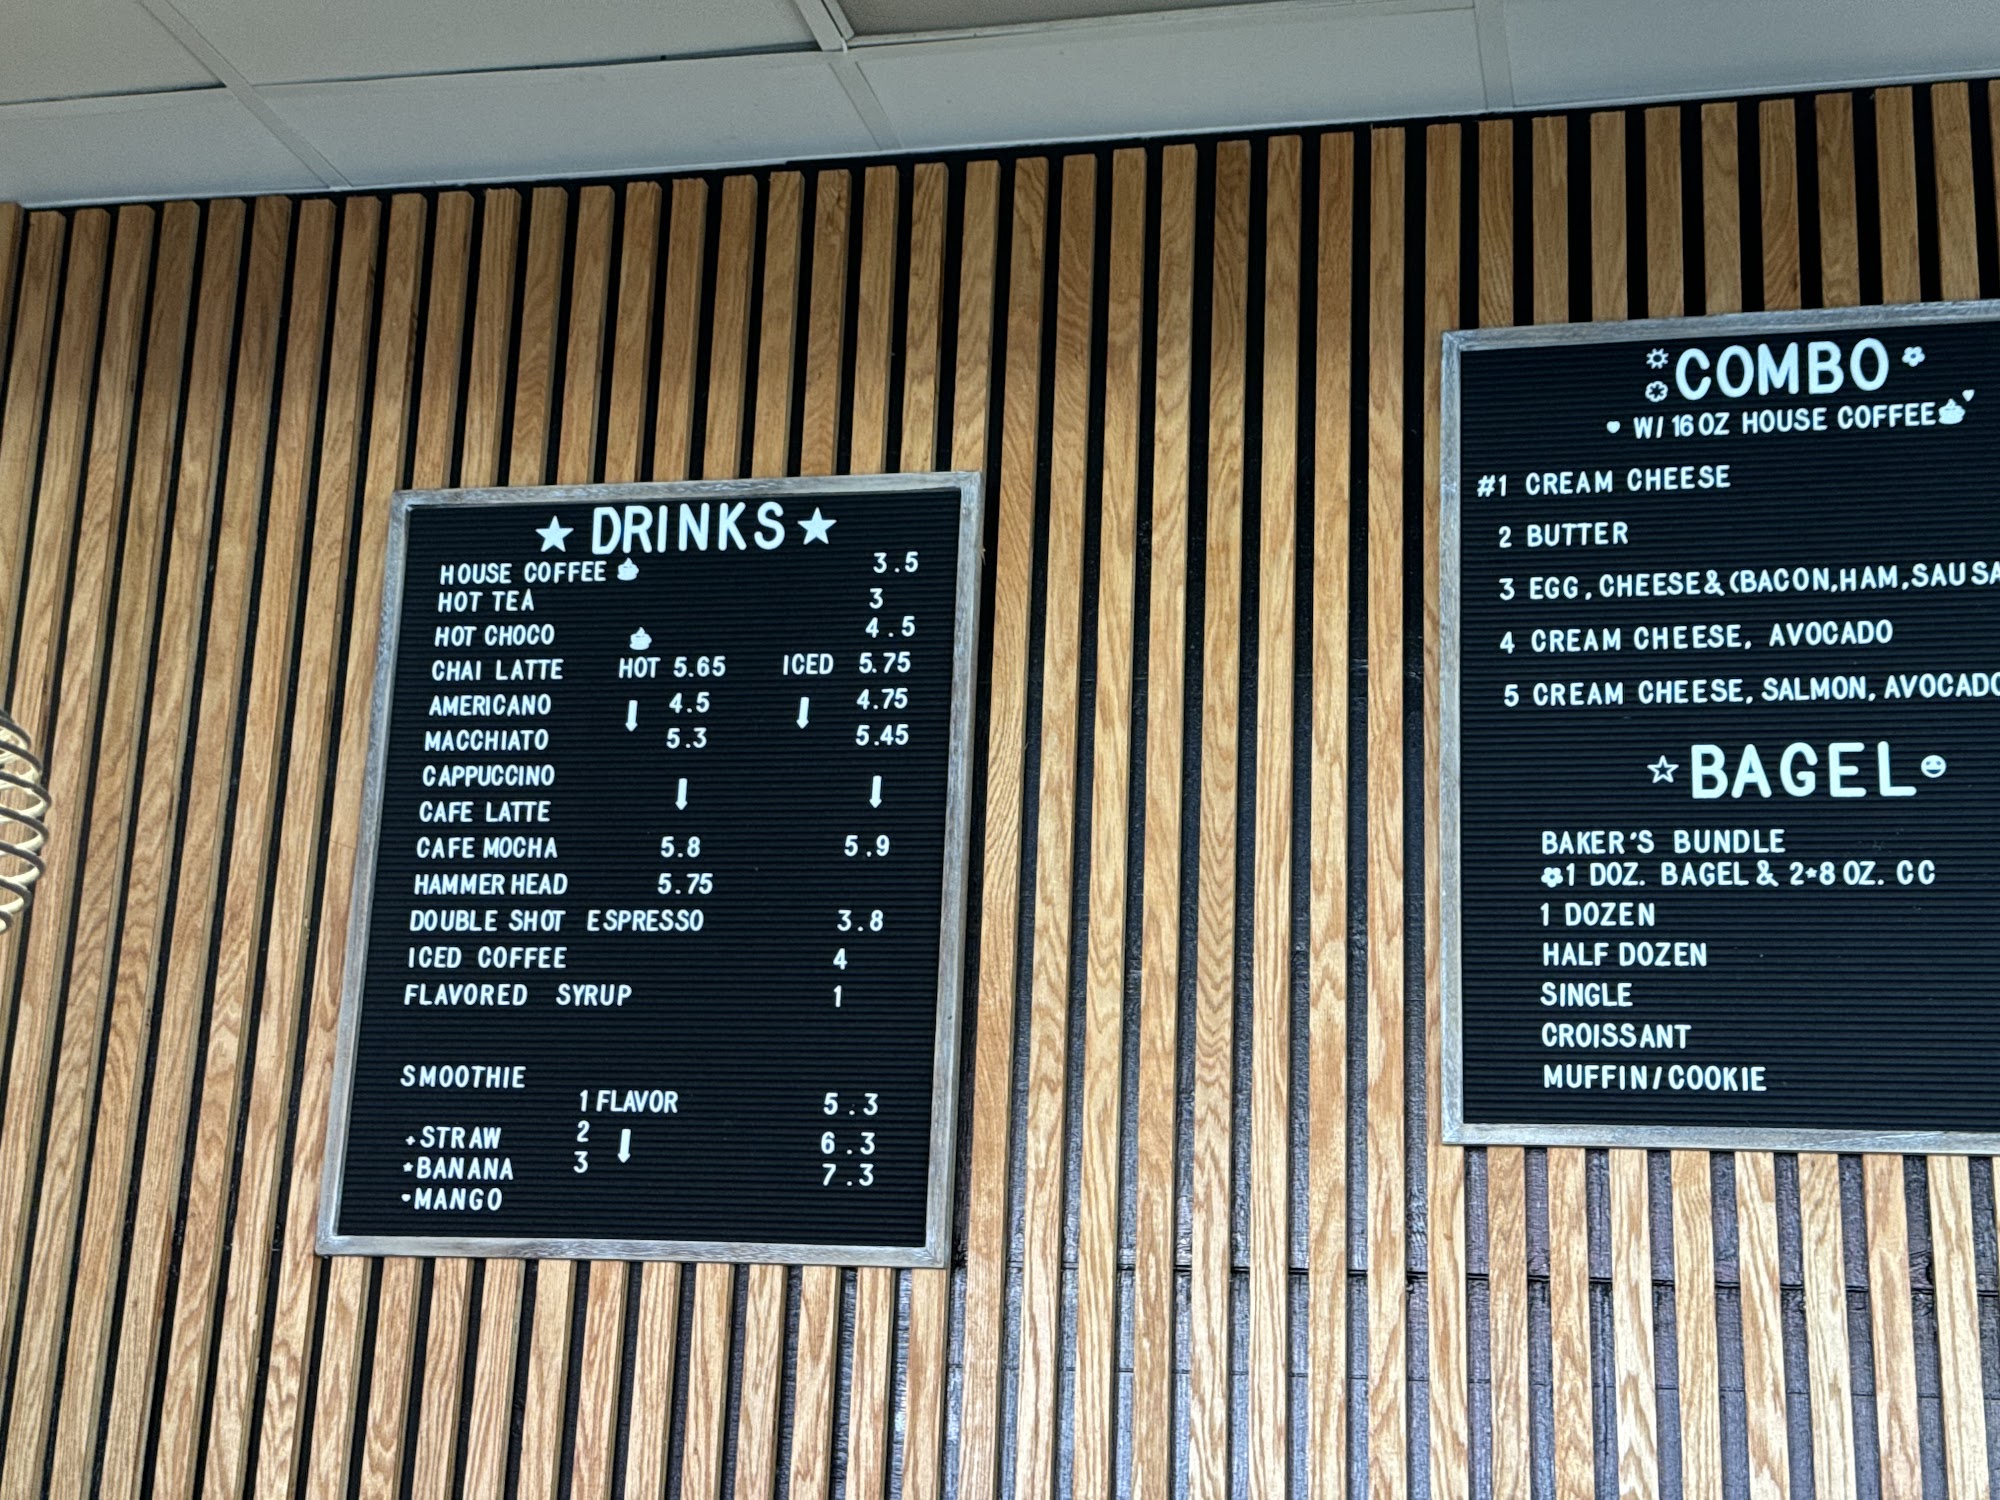 DRINKS
HOUSE COFFEE 3.5
HOT TEA 3
HOT CHOCO 4.5
CHAI LATTE HOT 5.65 ICED 5.75
AMERICANO 4.5 4.75
MACCHIATO 5.3 5.45
CAPPUCCINO
CAFE LATTE
CAFE MOCHA 5.8 5.9
HAMMER HEAD 5.75
DOUBLE SHOT ESPRESSO 3.8
ICED COFFEE 4
FLAVORED SYRUP 1
SMOOTHIE
1 FLAVOR 5.3
+STRAW 2 6.3
*BANANA 3 7.3
MANGO
COMBO
W/ 16 OZ HOUSE COFFEE
#1 CREAM CHEESE
2 BUTTER
3 EGG, CHEESE & (BACON, HAM,
4 CREAM CHEESE, AVOCADO
5 CREAM CHEESE, SALMON, AVOCADO
BAGEL
BAKER'S BUNDLE
1 DOZ. BAGEL & 2*8 OZ. CC
1 DOZEN
HALF DOZEN
SINGLE
CROISSANT
MUFFIN/COOKIE